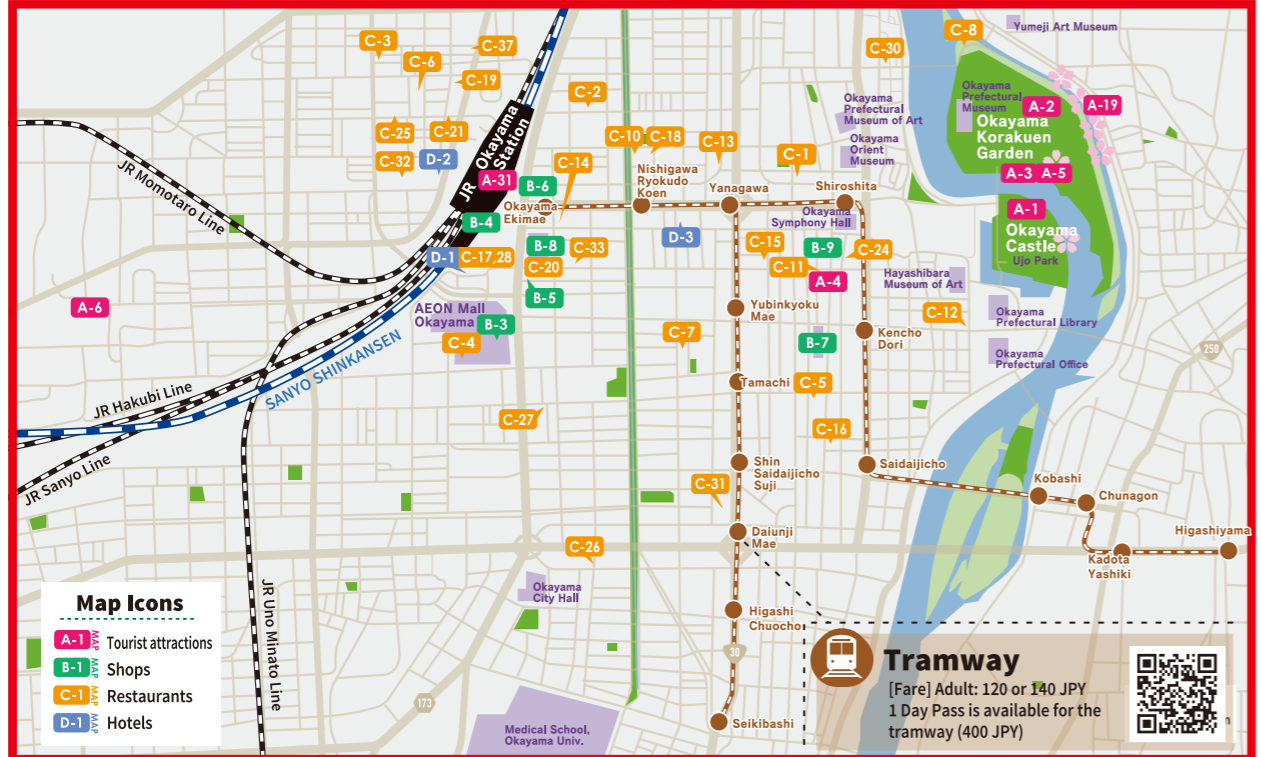 C-3
C-37
C-6
C-19
C-2
C-30
C-8
Yumeji Art Museum
Okayama
Prefectural
Museum
A-2
A-19
Okayama
Korakuen
Garden
A-3
A-5
Okayama
Prefectural
Museum of Art
Okayama
Orient
Museum
C-25
C-21
C-32
D-2
JR Okayama
Station
A-31
B-6
C-14
C-10
C-18
C-13
C-1
Nishigawa
Ryokudo
Koen
Yanagawa
Shiroshita
Okayama-
Ekimae
Okayama
Symphony Hall
A-1
Okayama
Castle
Ujo Park
JR Momotaro Line
B-4
D-1
C-17,28
B-8
C-33
C-20
B-5
D-3
C-15
B-9
C-24
C-11
A-4
Hayashibara
Museum of Art
C-12
Okayama
Prefectural Library
Okayama
Prefectural Office
A-6
AEON Mall
Okayama
B-3
C-4
C-7
Yubinkyoku
Mae
B-7
Kencho
Dori
250
SANYO SHINKANSEN
JR Hakubi Line
JR Sanyo Line
Tamachi
C-5
C-27
C-16
Shin
Saidaijicho
Suji
Saidaijicho
C-31
Kobashi
Chunagon
Higashiyama
Kadota
Yashiki
Daiunji
Mae
C-26
Okayama
City Hall
Higashi
Chuocho
30
JR Uno Minato Line
173
Seikibashi
Medical School,
Okayama Univ.
Map Icons
A-1 MAP Tourist attractions
B-1 MAP Shops
C-1 MAP Restaurants
D-1 MAP Hotels
Tramway
[Fare] Adult: 120 or 140 JPY
1 Day Pass is available for the
tramway (400 JPY)